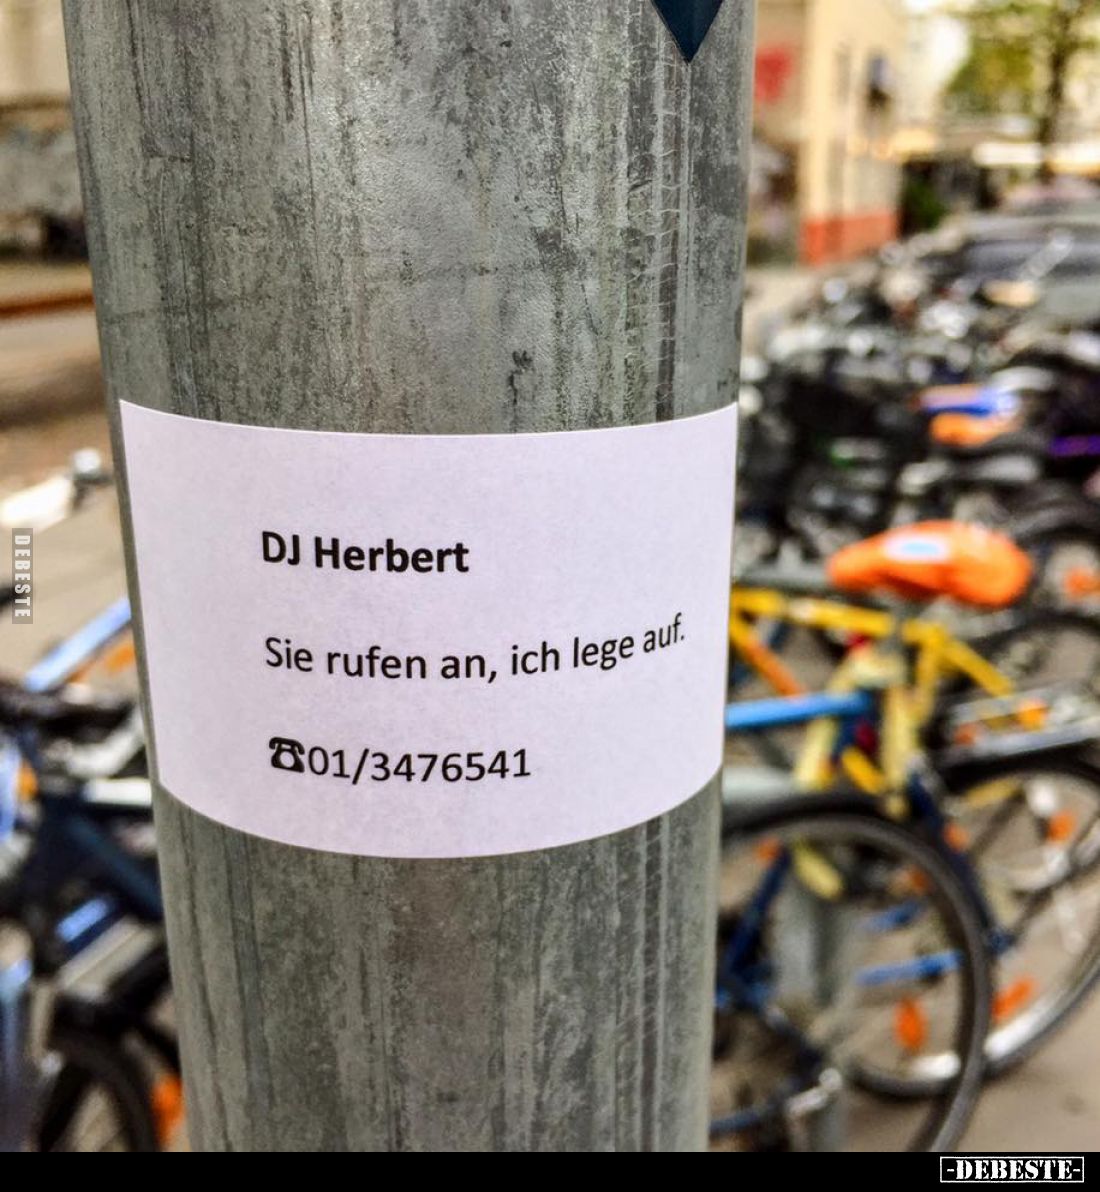 DJ Herbert
Sie rufen an, ich lege auf.
☎01/3476541
DEBESTE
-DEBESTE-